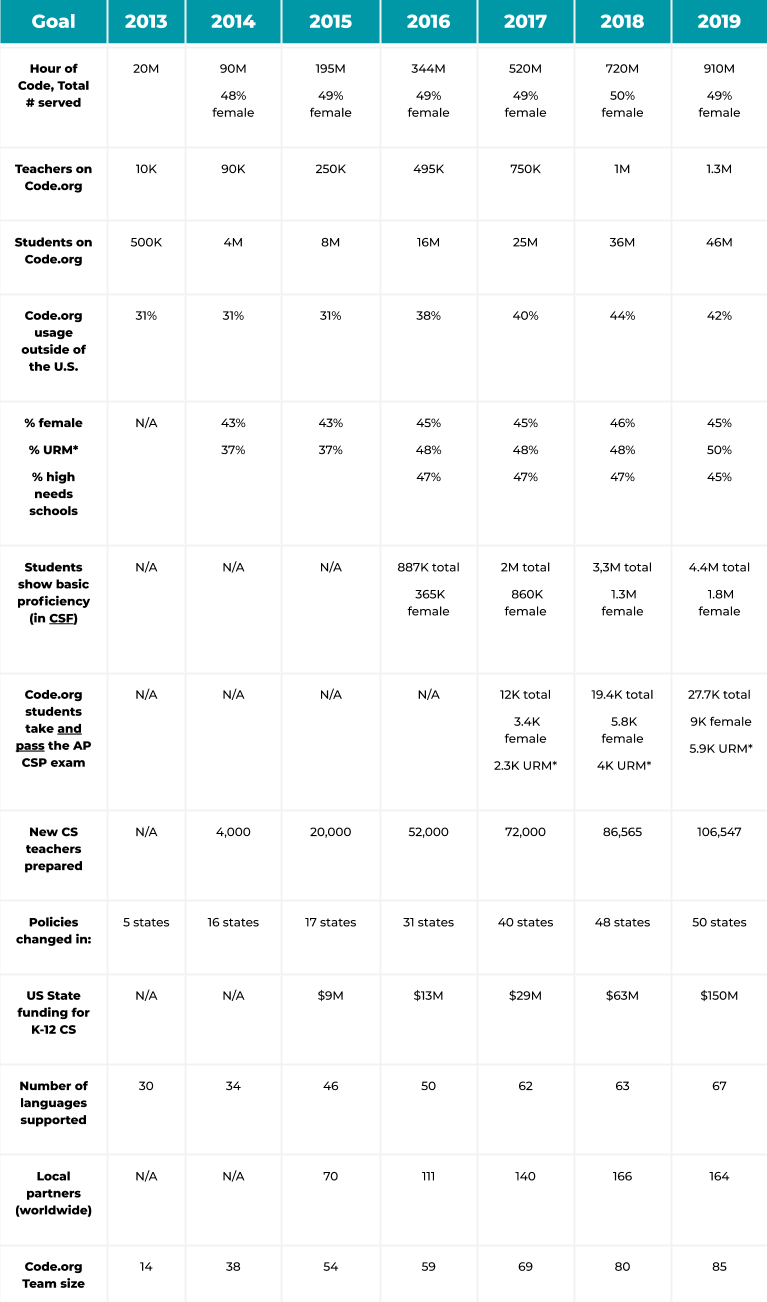 Goal 2013 2014 2015 2016 2017 2018 2019
Hour of 20M 90M 195M 344M 520M 720M 910M
Code, Total
# served
48% 49% 49% 49% 50% 49%
female female female female female female
Teachers on 10K 90K 250K 495K 750K 1M 1.3M
Code.org
Students on 500K 4M 8M 16M 25M 36M 46M
Code.org
Code.org 31% 31% 31% 38% 40% 44% 42%
usage
outside of
the U.S.
% female N/A 43% 43% 45% 45% 46% 45%
% URM* 37% 37% 48% 48% 48% 50%
% high 47% 47% 47% 45%
needs
schools
Students N/A N/A N/A 887K total 2M total 3,3M total 4.4M total
show basic
proficiency 365K 860K 1.3M 1.8M
(in CSF) female female female female
Code.org N/A N/A N/A N/A 12K total 19.4K total 27.7K total
students
take and 3.4K 5.8K 9K female
pass the AP female female 5.9K URM*
CSP exam 2.3K URM* 4K URM*
New CS N/A 4,000 20,000 52,000 72,000 86,565 106,547
teachers
prepared
Policies 5 states 16 states 17 states 31 states 40 states 48 states 50 states
changed in:
US State N/A N/A $9M $13M $29M $63M $150M
funding for
K-12 CS
Number of 30 34 46 50 62 63 67
languages
supported
Local N/A N/A 70 111 140 166 164
partners
(worldwide)
Code.org 14 38 54 59 69 80 85
Team size